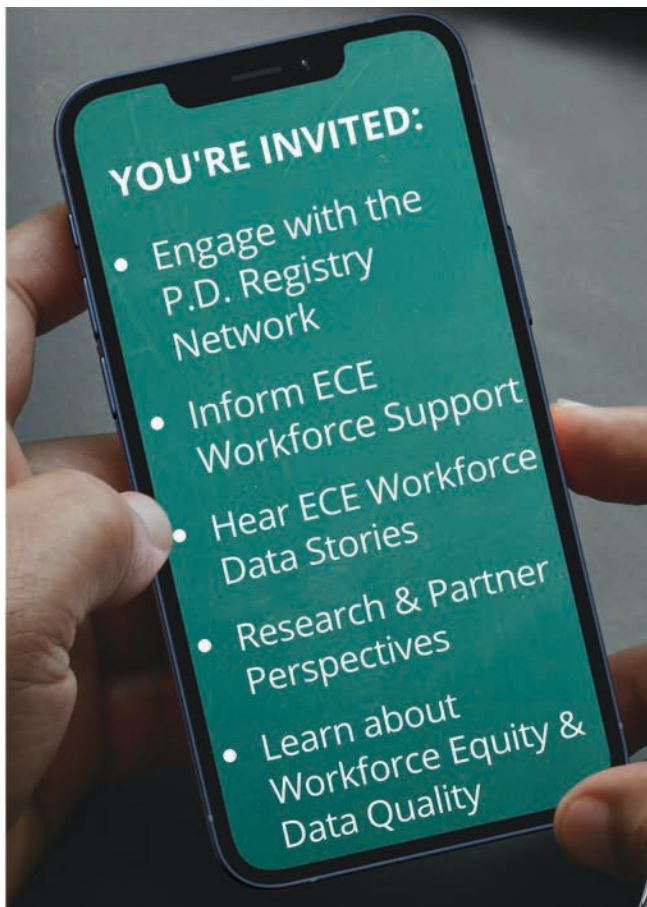 YOU'RE INVITED:
• Engage with the
P.D. Registry
Network
• Inform ECE
Workforce Support
• Hear ECE Workforce
Data Stories
• Research & Partner
Perspectives
• Learn about
Workforce Equity &
Data Quality